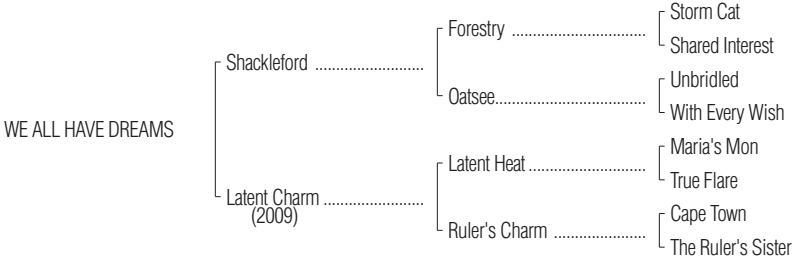 Storm Cat
Forestry ..............................
Shared Interest
Shackleford ........................
Unbridled
Oatsee..................................
With Every Wish
WE ALL HAVE DREAMS
Maria's Mon
Latent Heat..........................
True Flare
Latent Charm ......................
(2009)
Cape Town
Ruler's Charm ....................
The Ruler's Sister